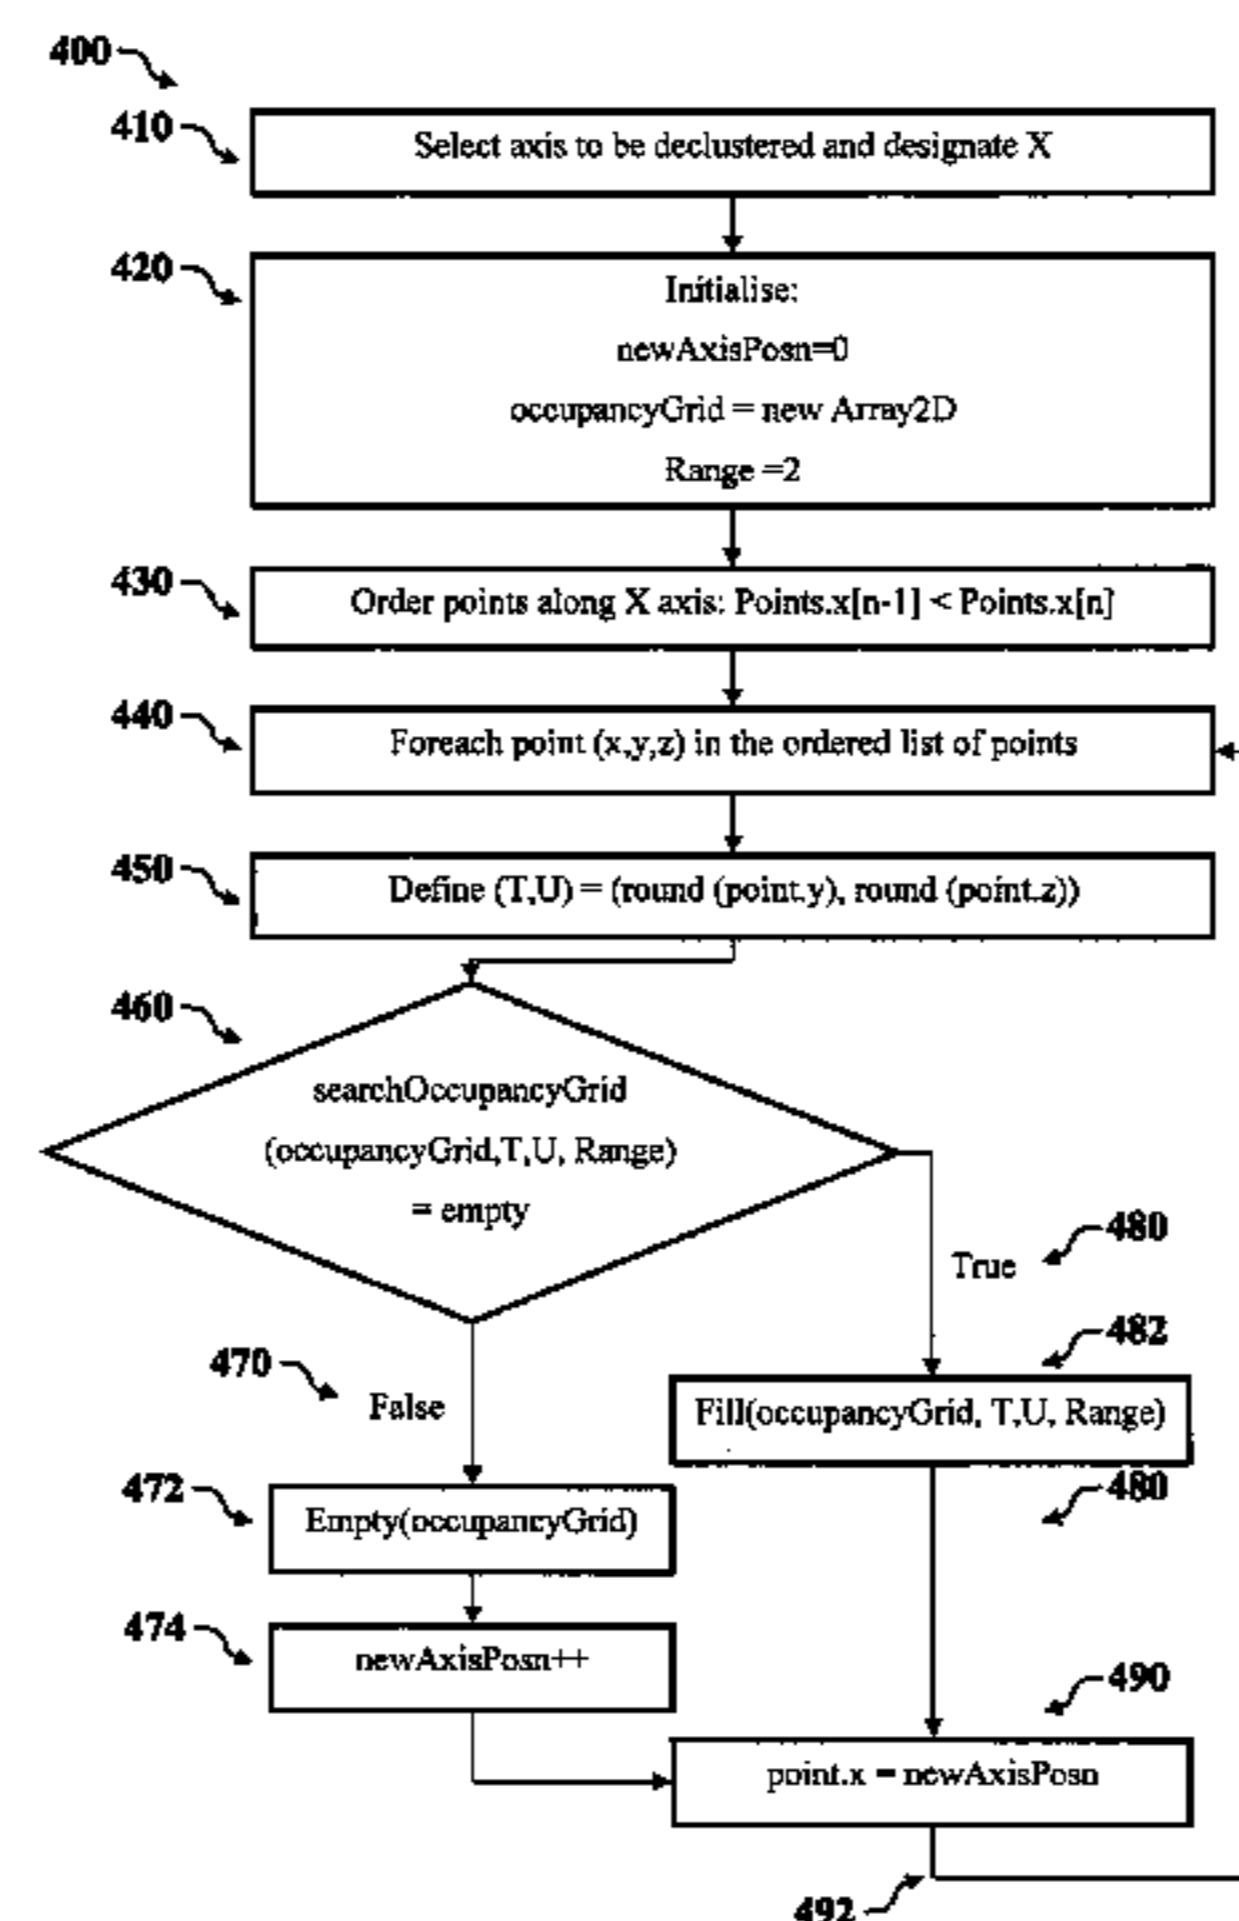 400
410
Select axis to be declustered and designate X
420
Initialise:
newAxisPosn=0
occupancyGrid = new Array2D
Range =2
430
Order points along X axis: Points.x[n-1] < Points.x[n]
440
Foreach point (x,y,z) in the ordered list of points
450
Define (T,U) = (round (point.y), round (point.z))
460
searchOccupancyGrid
(occupancyGrid,T,U, Range)
= empty
480
True
482
470
False
Fill(occupancyGrid, T,U, Range)
472
480
Empty(occupancyGrid)
474
newAxisPosn++
490
point.x = newAxisPosn
492